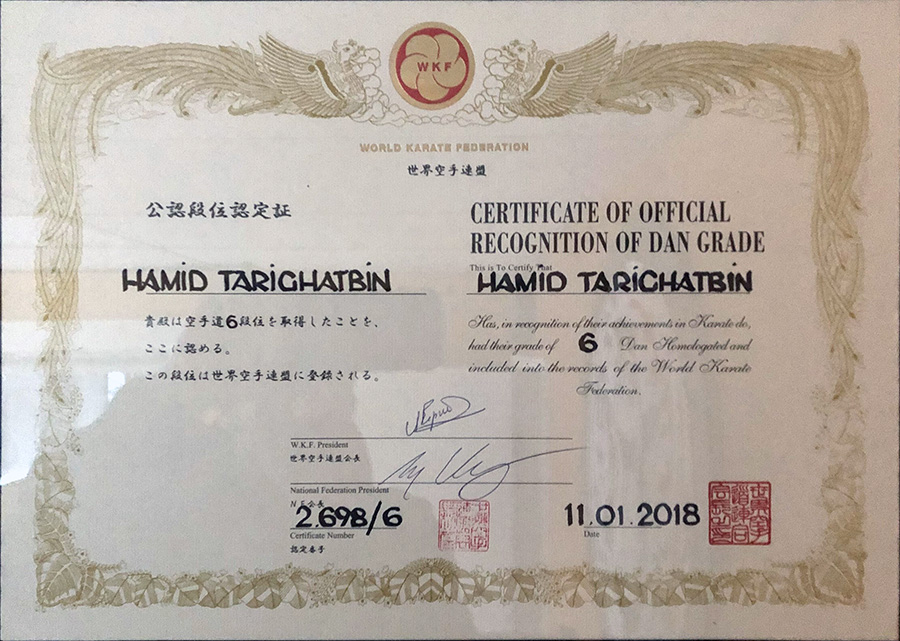 WKF
WORLD KARATE FEDERATION
世界空手連盟
公認段位認定証
HAMID TARIGHATBIN
貴殿は空手道6段位を取得したことを、
ここに認める。
この段位は世界空手連盟に登録される。
CERTIFICATE OF OFFICIAL
RECOGNITION OF DAN GRADE
This is To Certify That
HAMID TARIGHATBIN
Has, in recognition of their achievements in Karate do,
had their grade of 6 Dan Homologated and
included into the records of the World Karate
Federation.
W.K.F. President
世界空手連盟会長
National Federation President
N.F.会長
2.698/6
Certificate Number
認定番号
11.01.2018
Date